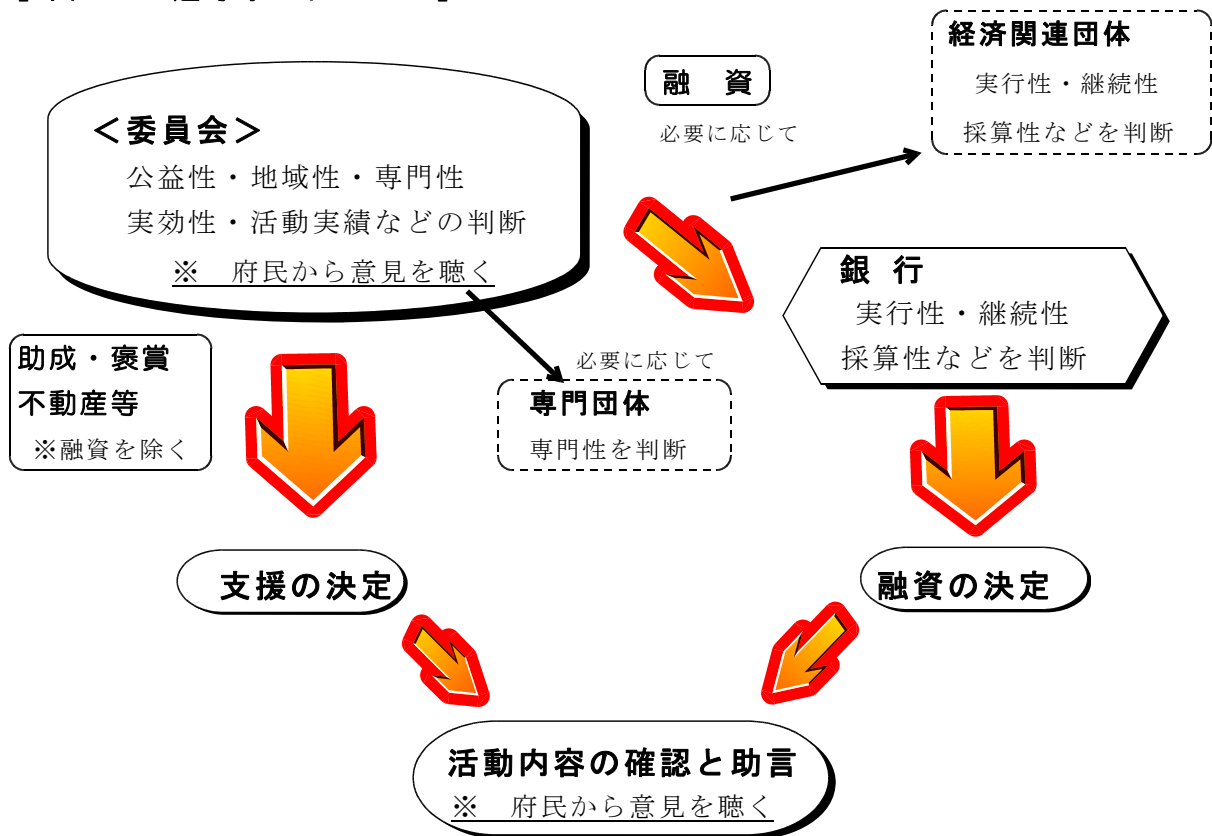 ＜委員会＞
公益性・地域性・専門性
実効性・活動実績などの判断
※　府民から意見を聴く
融　資
必要に応じて
経済関連団体
実行性・継続性
採算性などを判断
銀 行
実行性・継続性
採算性などを判断
助成・褒賞
不動産等
※融資を除く
必要に応じて
専門団体
専門性を判断
支援の決定
融資の決定
活動内容の確認と助言
※　府民から意見を聴く